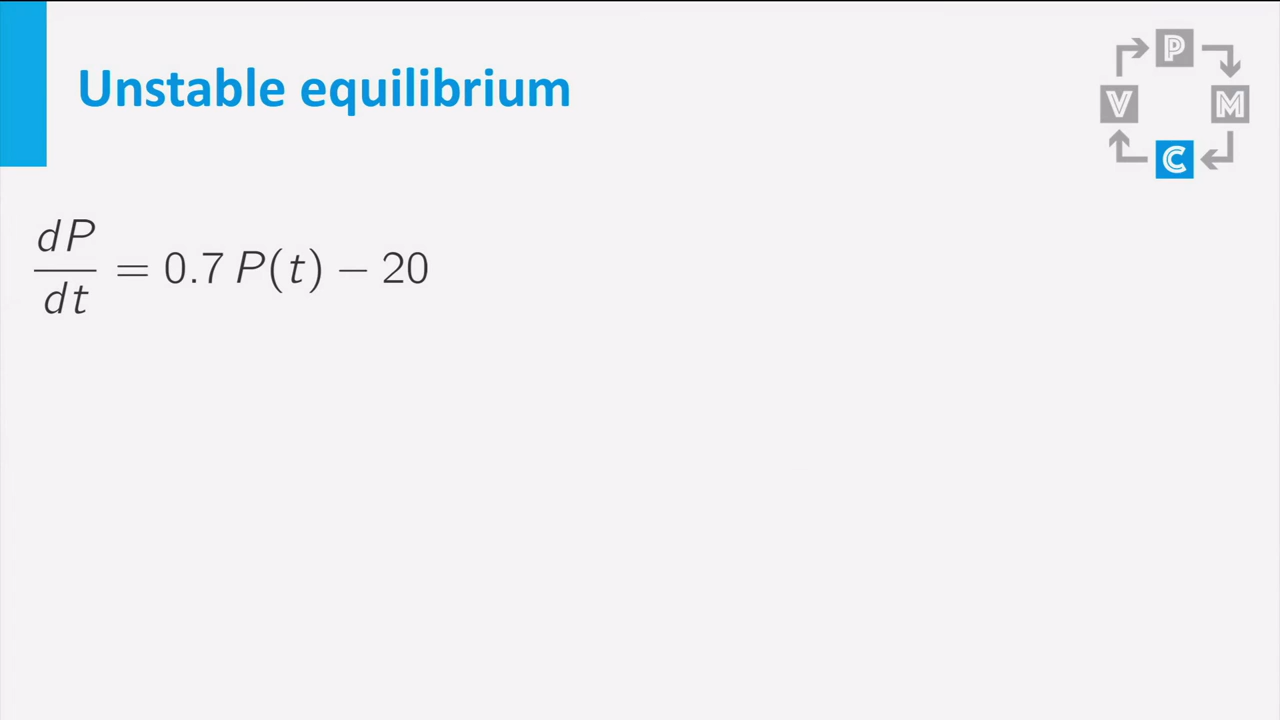 Unstable equilibrium
P
V
M
C
dP/dt = 0.7 P(t) − 20